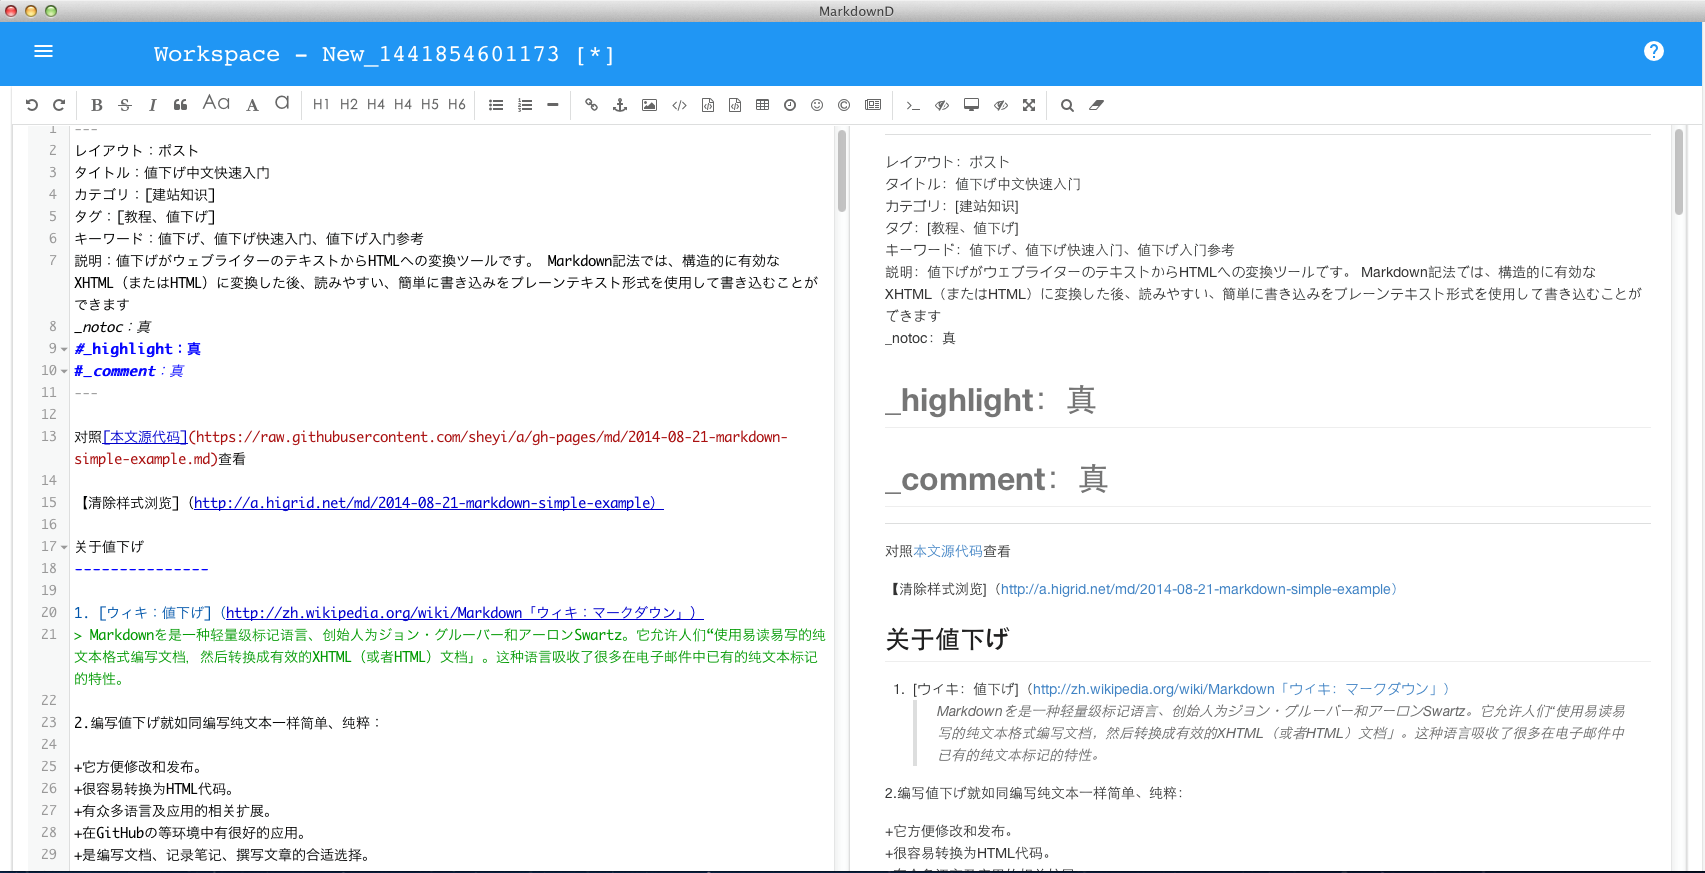 MarkdownD
Workspace - New_1441854601173 [*]
B S I Aa A a H1 H2 H4 H4 H5 H6
1 ---
2 レイアウト：ポスト
3 タイトル：値下げ中文快速入门
4 カテゴリ：[建站知识]
5 タグ：[教程、値下げ]
6 キーワード：値下げ、値下げ快速入门、値下げ入门参考
7 説明：値下げがウェブライターのテキストからHTMLへの変換ツールです。 Markdown記法では、構造的に有効な
XHTML（またはHTML）に変換した後、読みやすい、簡単に書き込みをプレーンテキスト形式を使用して書き込むことが
できます
8 _notoc：真
9 #_highlight：真
10 #_comment：真
11 ---
12
13 对照[本文源代码](https://raw.githubusercontent.com/sheyi/a/gh-pages/md/2014-08-21-markdown-
simple-example.md)查看
14
15 【清除样式浏览]（http://a.higrid.net/md/2014-08-21-markdown-simple-example）
16
17 关于値下げ
18 ---------------
19
20 1. [ウィキ：値下げ]（http://zh.wikipedia.org/wiki/Markdown「ウィキ：マークダウン」）
21 > Markdownを是一种轻量级标记语言、创始人为ジョン・グルーバー和アーロンSwartz。它允许人们“使用易读易写的纯
文本格式编写文档，然后转换成有效的XHTML（或者HTML）文档」。这种语言吸收了很多在电子邮件中已有的纯文本标记
的特性。
22
23 2.编写値下げ就如同编写纯文本一样简单、纯粹：
24
25 +它方便修改和发布。
26 +很容易转换为HTML代码。
27 +有众多语言及应用的相关扩展。
28 +在GitHubの等环境中有很好的应用。
29 +是编写文档、记录笔记、撰写文章的合适选择。
レイアウト：ポスト
タイトル：値下げ中文快速入门
カテゴリ：[建站知识]
タグ：[教程、値下げ]
キーワード：値下げ、値下げ快速入门、値下げ入门参考
説明：値下げがウェブライターのテキストからHTMLへの変換ツールです。 Markdown記法では、構造的に有効な
XHTML（またはHTML）に変換した後、読みやすい、簡単に書き込みをプレーンテキスト形式を使用して書き込むことが
できます
_notoc：真
_highlight：真
_comment：真
对照本文源代码查看
【清除样式浏览]（http://a.higrid.net/md/2014-08-21-markdown-simple-example）
关于値下げ
1. [ウィキ：値下げ]（http://zh.wikipedia.org/wiki/Markdown「ウィキ：マークダウン」）
Markdownを是一种轻量级标记语言、创始人为ジョン・グルーバー和アーロンSwartz。它允许人们“使用易读易
写的纯文本格式编写文档，然后转换成有效的XHTML（或者HTML）文档」。这种语言吸收了很多在电子邮件中
已有的纯文本标记的特性。
2.编写値下げ就如同编写纯文本一样简单、纯粹：
+它方便修改和发布。
+很容易转换为HTML代码。